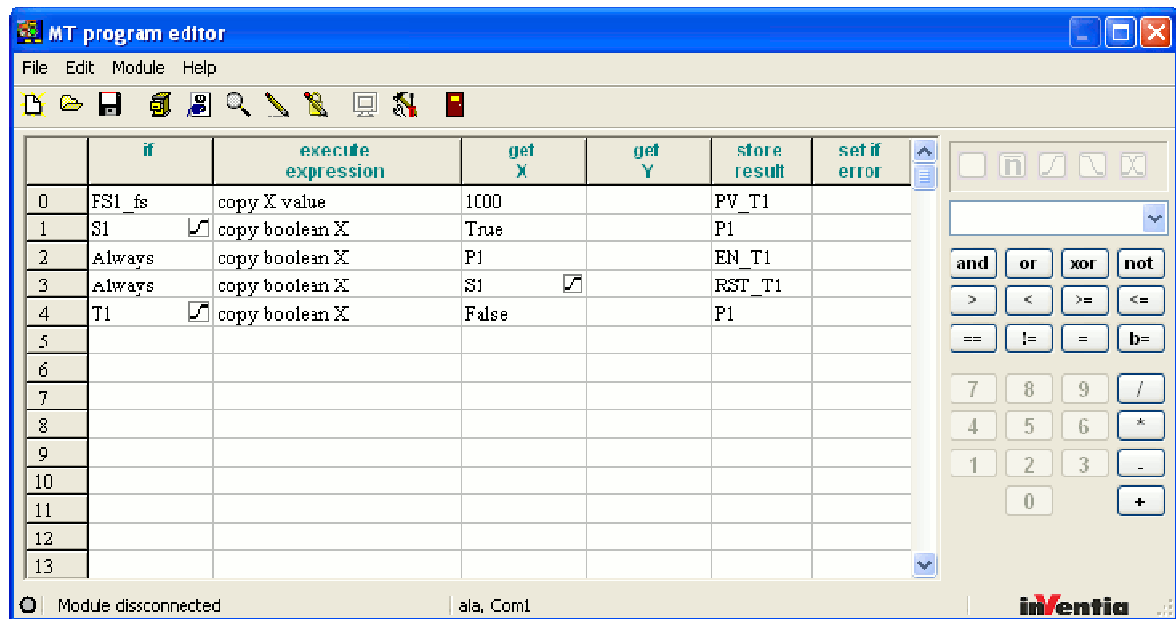 MT program editor
File Edit Module Help
if execute expression get X get Y store result set if error
0 FS1_fs copy X value 1000 PV_T1
1 S1 copy boolean X True P1
2 Always copy boolean X P1 EN_T1
3 Always copy boolean X S1 RST_T1
4 T1 copy boolean X False P1
5
6
7
8
9
10
11
12
13
n
and or xor not
> < >= <=
== != = b=
7 8 9 /
4 5 6 *
1 2 3 -
0 +
Module dissconnected ala, Com1 inVentia